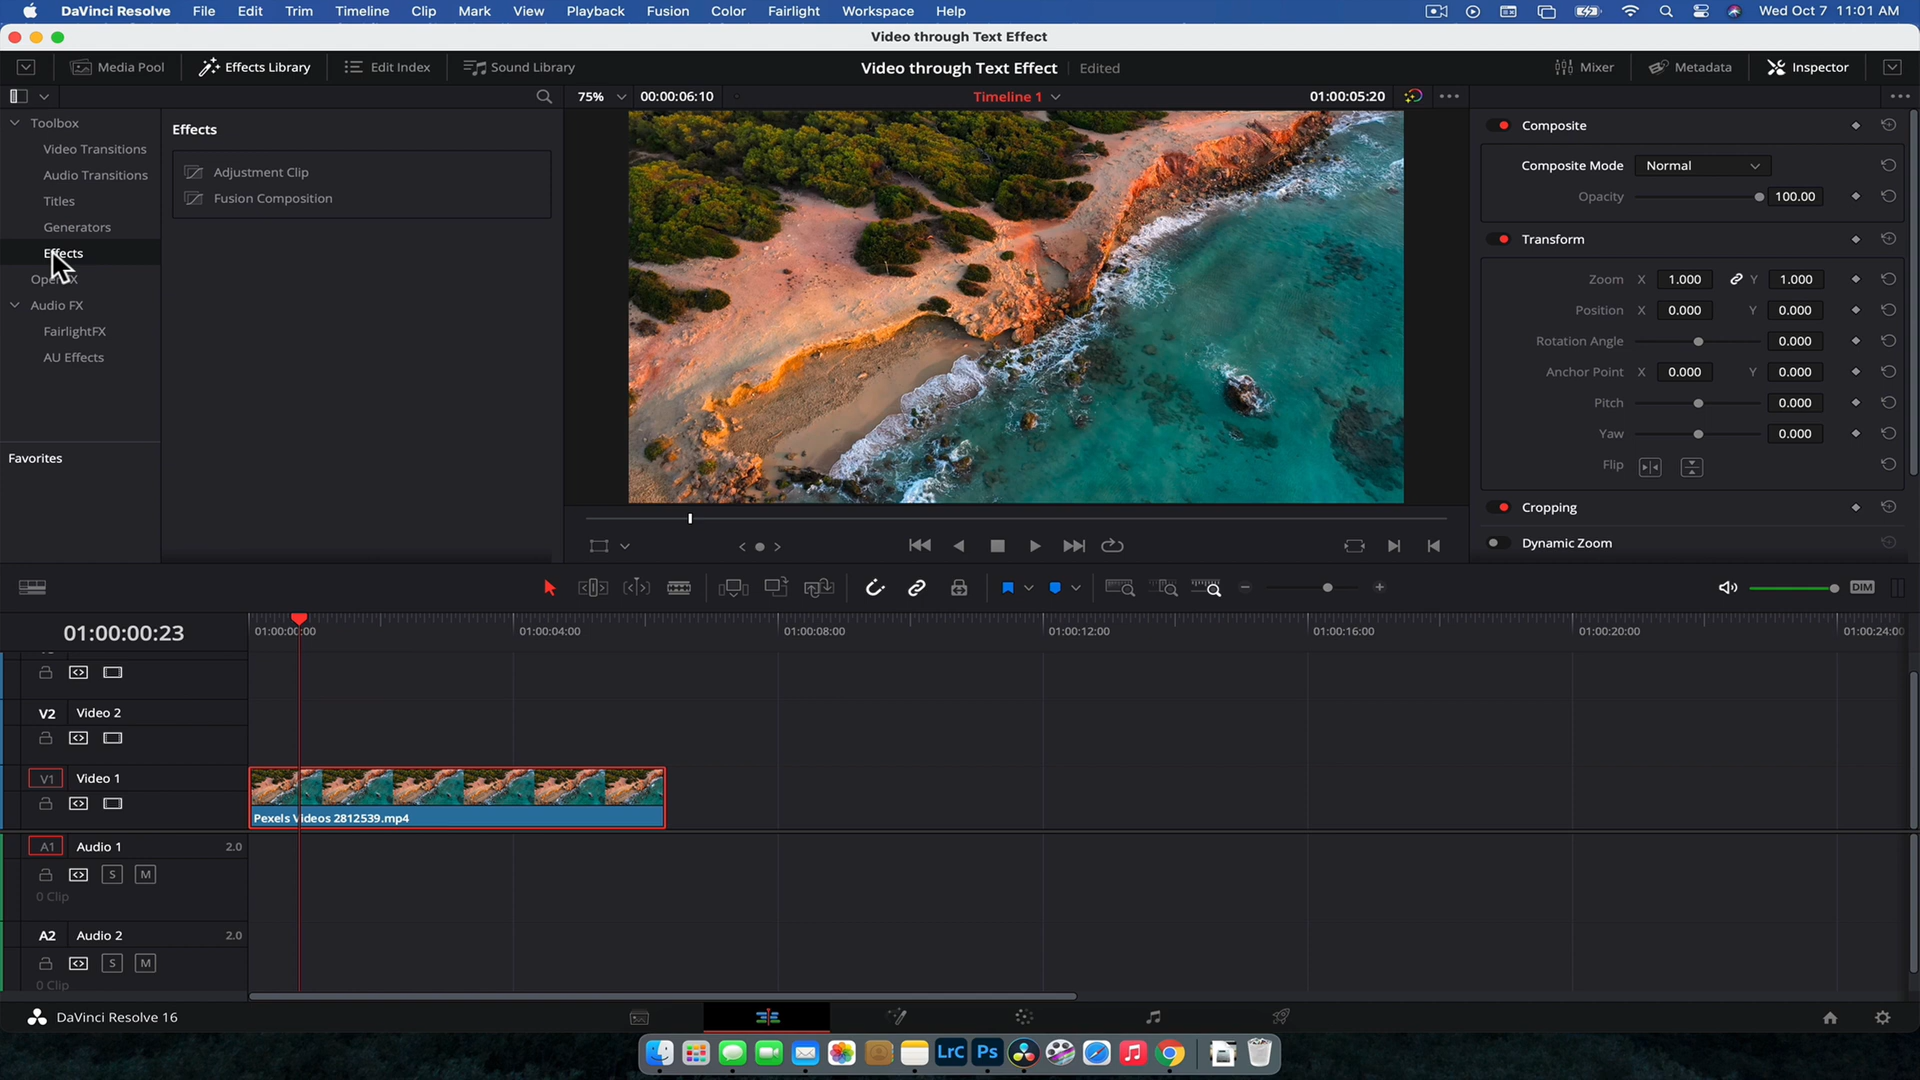 DaVinci Resolve File Edit Trim Timeline Clip Mark View Playback Fusion Color Fairlight Workspace Help Wed Oct 7 11:01 AM
Video through Text Effect
Media Pool Effects Library Edit Index Sound Library Video through Text Effect Edited Mixer Metadata Inspector
75% 00:00:06:10 Timeline 1 01:00:05:20
Toolbox
Video Transitions
Audio Transitions
Titles
Generators
Effects
Audio FX
FairlightFX
AU Effects
Favorites
Effects
Adjustment Clip
Fusion Composition
Composite
Composite Mode Normal
Opacity 100.00
Transform
Zoom X 1.000 Y 1.000
Position X 0.000 Y 0.000
Rotation Angle 0.000
Anchor Point X 0.000 Y 0.000
Pitch 0.000
Yaw 0.000
Flip
Cropping
Dynamic Zoom
DIM
01:00:00:23
01:00:00:00 01:00:04:00 01:00:08:00 01:00:12:00 01:00:16:00 01:00:20:00 01:00:24:00
V2 Video 2
V1 Video 1
Pexels Videos 2812539.mp4
A1 Audio 1 2.0
S M
0 Clip
A2 Audio 2 2.0
S M
0 Clip
DaVinci Resolve 16
LrC Ps